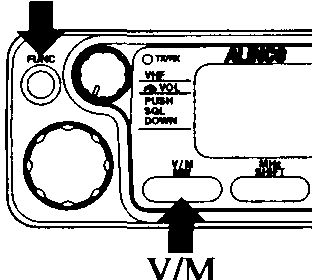 FUNC
TX/RX
ALINCO
VHF
VOL
PUSH
SQL
DOWN
V/M
MW
MHz
SHIFT
V/M